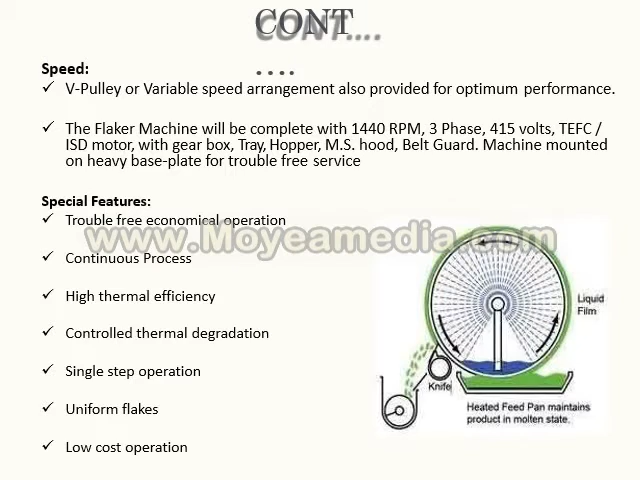 CONT
CONT....
....
Speed:
✓ V-Pulley or Variable speed arrangement also provided for optimum performance.
✓ The Flaker Machine will be complete with 1440 RPM, 3 Phase, 415 volts, TEFC /
ISD motor, with gear box, Tray, Hopper, M.S. hood, Belt Guard. Machine mounted
on heavy base-plate for trouble free service
Special Features:
✓ Trouble free economical operation
www.Moyeamedia.com
✓ Continuous Process
✓ High thermal efficiency
✓ Controlled thermal degradation
✓ Single step operation
✓ Uniform flakes
✓ Low cost operation
Liquid
Film
Knife
Heated Feed Pan maintains
product in molten state.